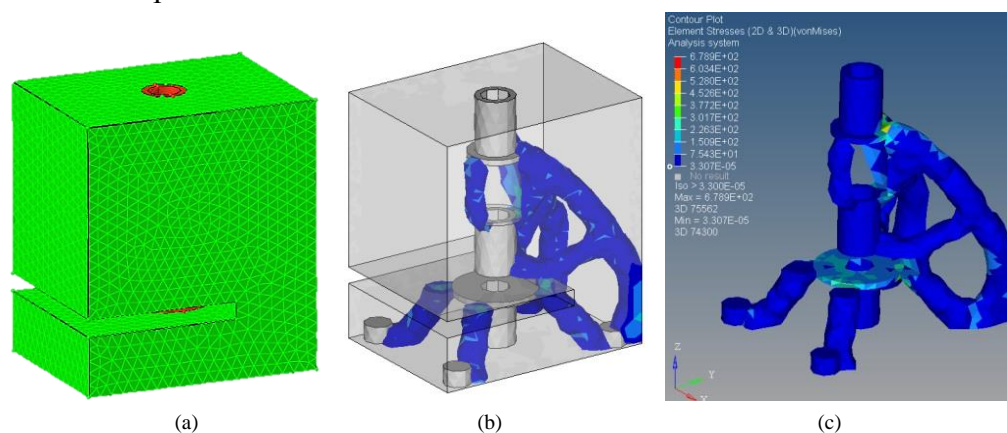 Contour Plot
Element Stresses (2D & 3D)(vonMises)
Analysis system
6.789E+02
6.034E+02
5.280E+02
4.526E+02
3.772E+02
3.017E+02
2.263E+02
1.509E+02
7.543E+01
3.307E-05
No result
Iso > 3.300E-05
Max = 6.789E+02
3D 75562
Min = 3.307E-05
3D 74300
Z
Y
X
(a)
(b)
(c)